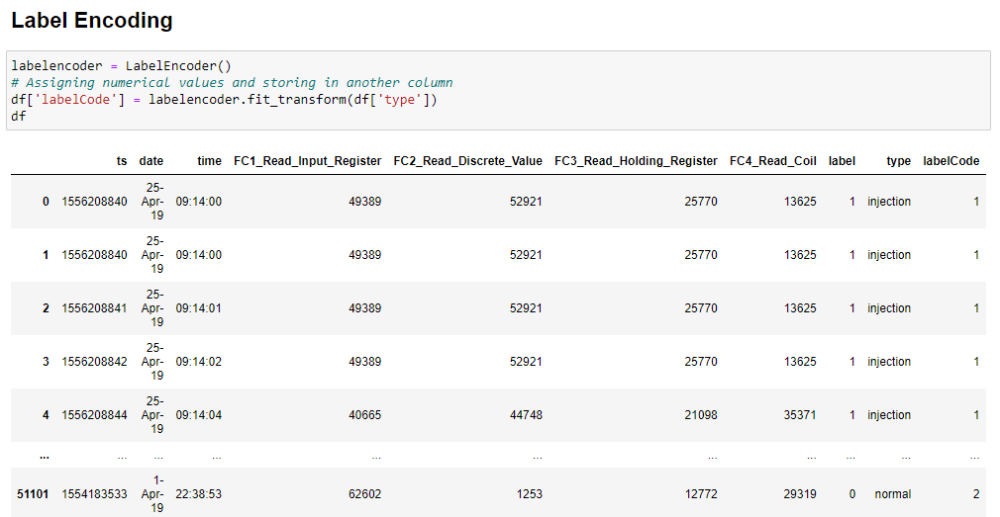 Label Encoding
labelencoder = LabelEncoder()
# Assigning numerical values and storing in another column
df['labelCode'] = labelencoder.fit_transform(df['type'])
df
ts date time FC1_Read_Input_Register FC2_Read_Discrete_Value FC3_Read_Holding_Register FC4_Read_Coil label type labelCode
0 1556208840 25-Apr-19 09:14:00 49389 52921 25770 13625 1 injection 1
1 1556208840 25-Apr-19 09:14:00 49389 52921 25770 13625 1 injection 1
2 1556208841 25-Apr-19 09:14:01 49389 52921 25770 13625 1 injection 1
3 1556208842 25-Apr-19 09:14:02 49389 52921 25770 13625 1 injection 1
4 1556208844 25-Apr-19 09:14:04 40665 44748 21098 35371 1 injection 1
... ... ... ... ... ... ... ... ... ... ...
51101 1554183533 1-Apr-19 22:38:53 62602 1253 12772 29319 0 normal 2